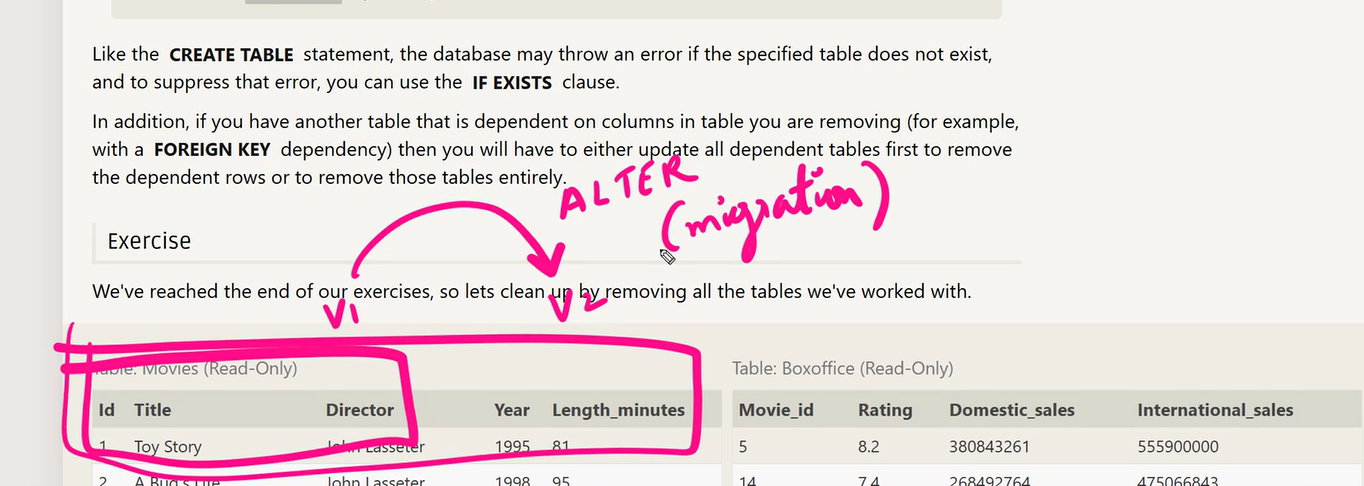 Like the CREATE TABLE statement, the database may throw an error if the specified table does not exist,
and to suppress that error, you can use the IF EXISTS clause.
In addition, if you have another table that is dependent on columns in table you are removing (for example,
with a FOREIGN KEY dependency) then you will have to either update all dependent tables first to remove
the dependent rows or to remove those tables entirely.
ALTER
(migration)
Exercise
We've reached the end of our exercises, so lets clean up by removing all the tables we've worked with.
V1 V2
Table: Movies (Read-Only) Table: Boxoffice (Read-Only)
Id Title Director Year Length_minutes Movie_id Rating Domestic_sales International_sales
1 Toy Story John Lasseter 1995 81 5 8.2 380843261 555900000
2 A Bug's Life John Lasseter 1998 95 14 7.4 268492764 475066843